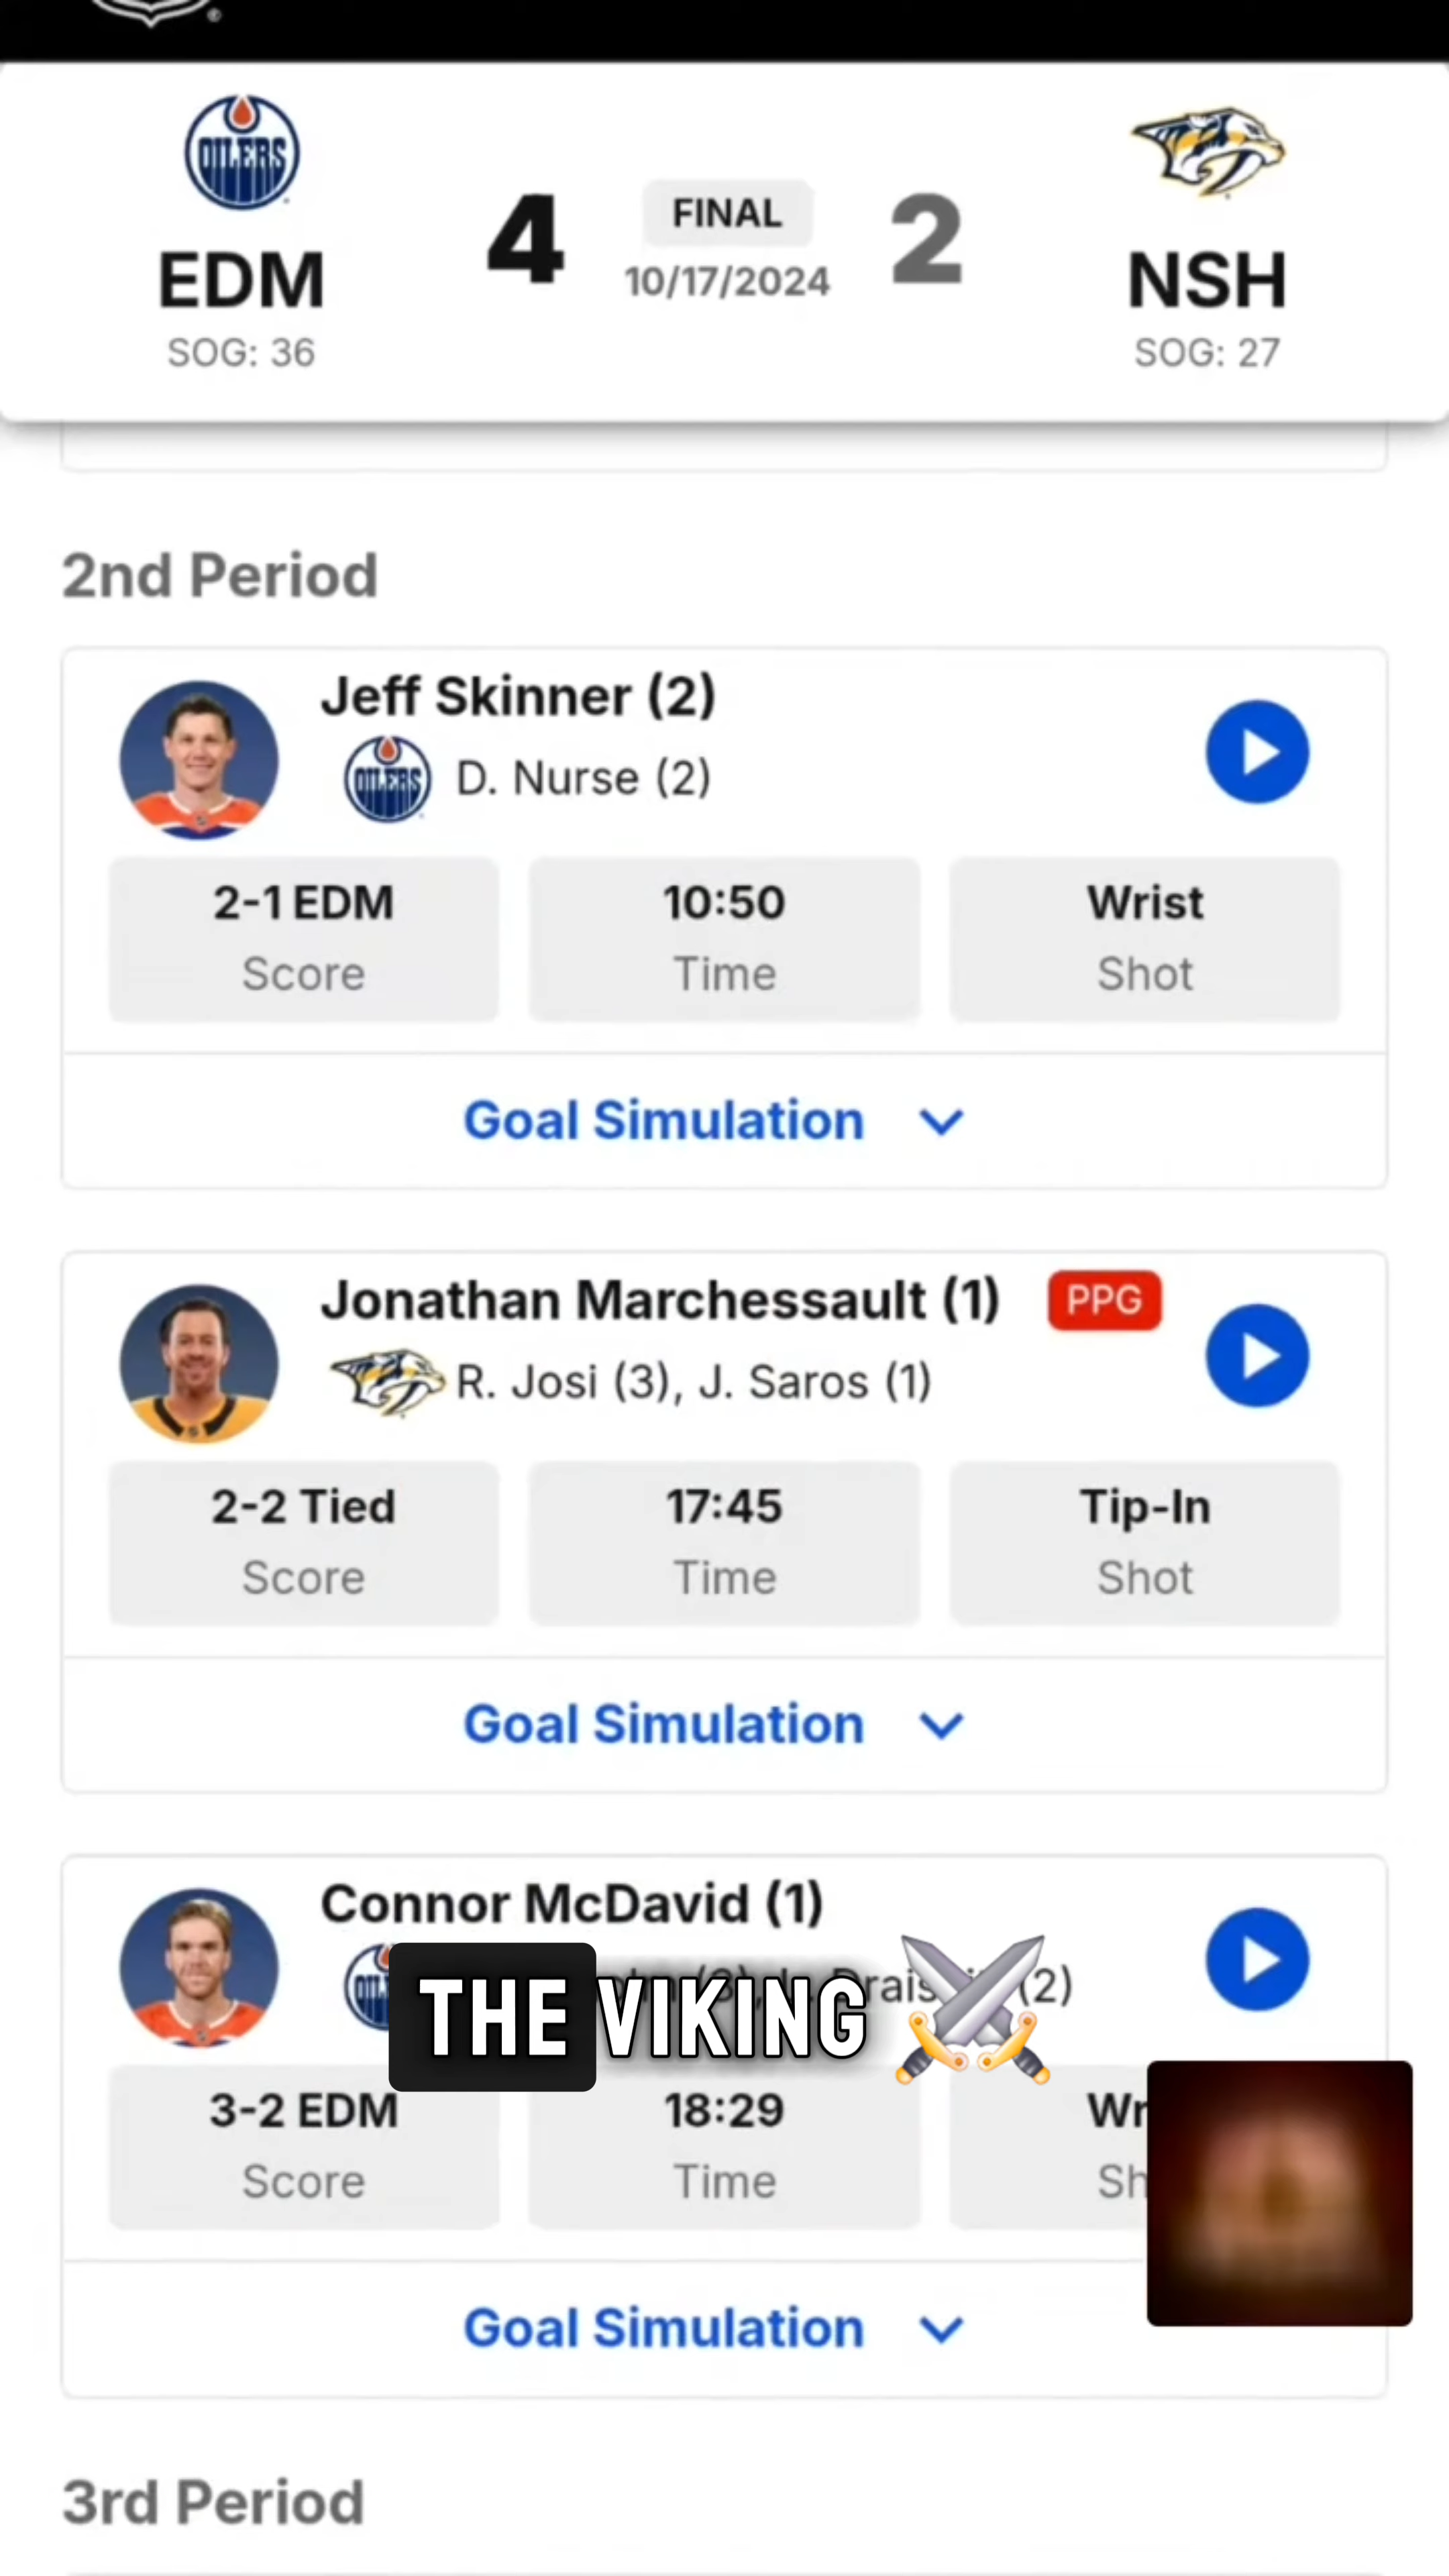 OILERS
EDM
SOG: 36
4
FINAL
10/17/2024
2
NSH
SOG: 27
2nd Period
Jeff Skinner (2)
OILERS D. Nurse (2)
2-1 EDM
Score
10:50
Time
Wrist
Shot
Goal Simulation
Jonathan Marchessault (1) PPG
R. Josi (3), J. Saros (1)
2-2 Tied
Score
17:45
Time
Tip-In
Shot
Goal Simulation
Connor McDavid (1)
(2)
THE VIKING
3-2 EDM
Score
18:29
Time
Goal Simulation
3rd Period